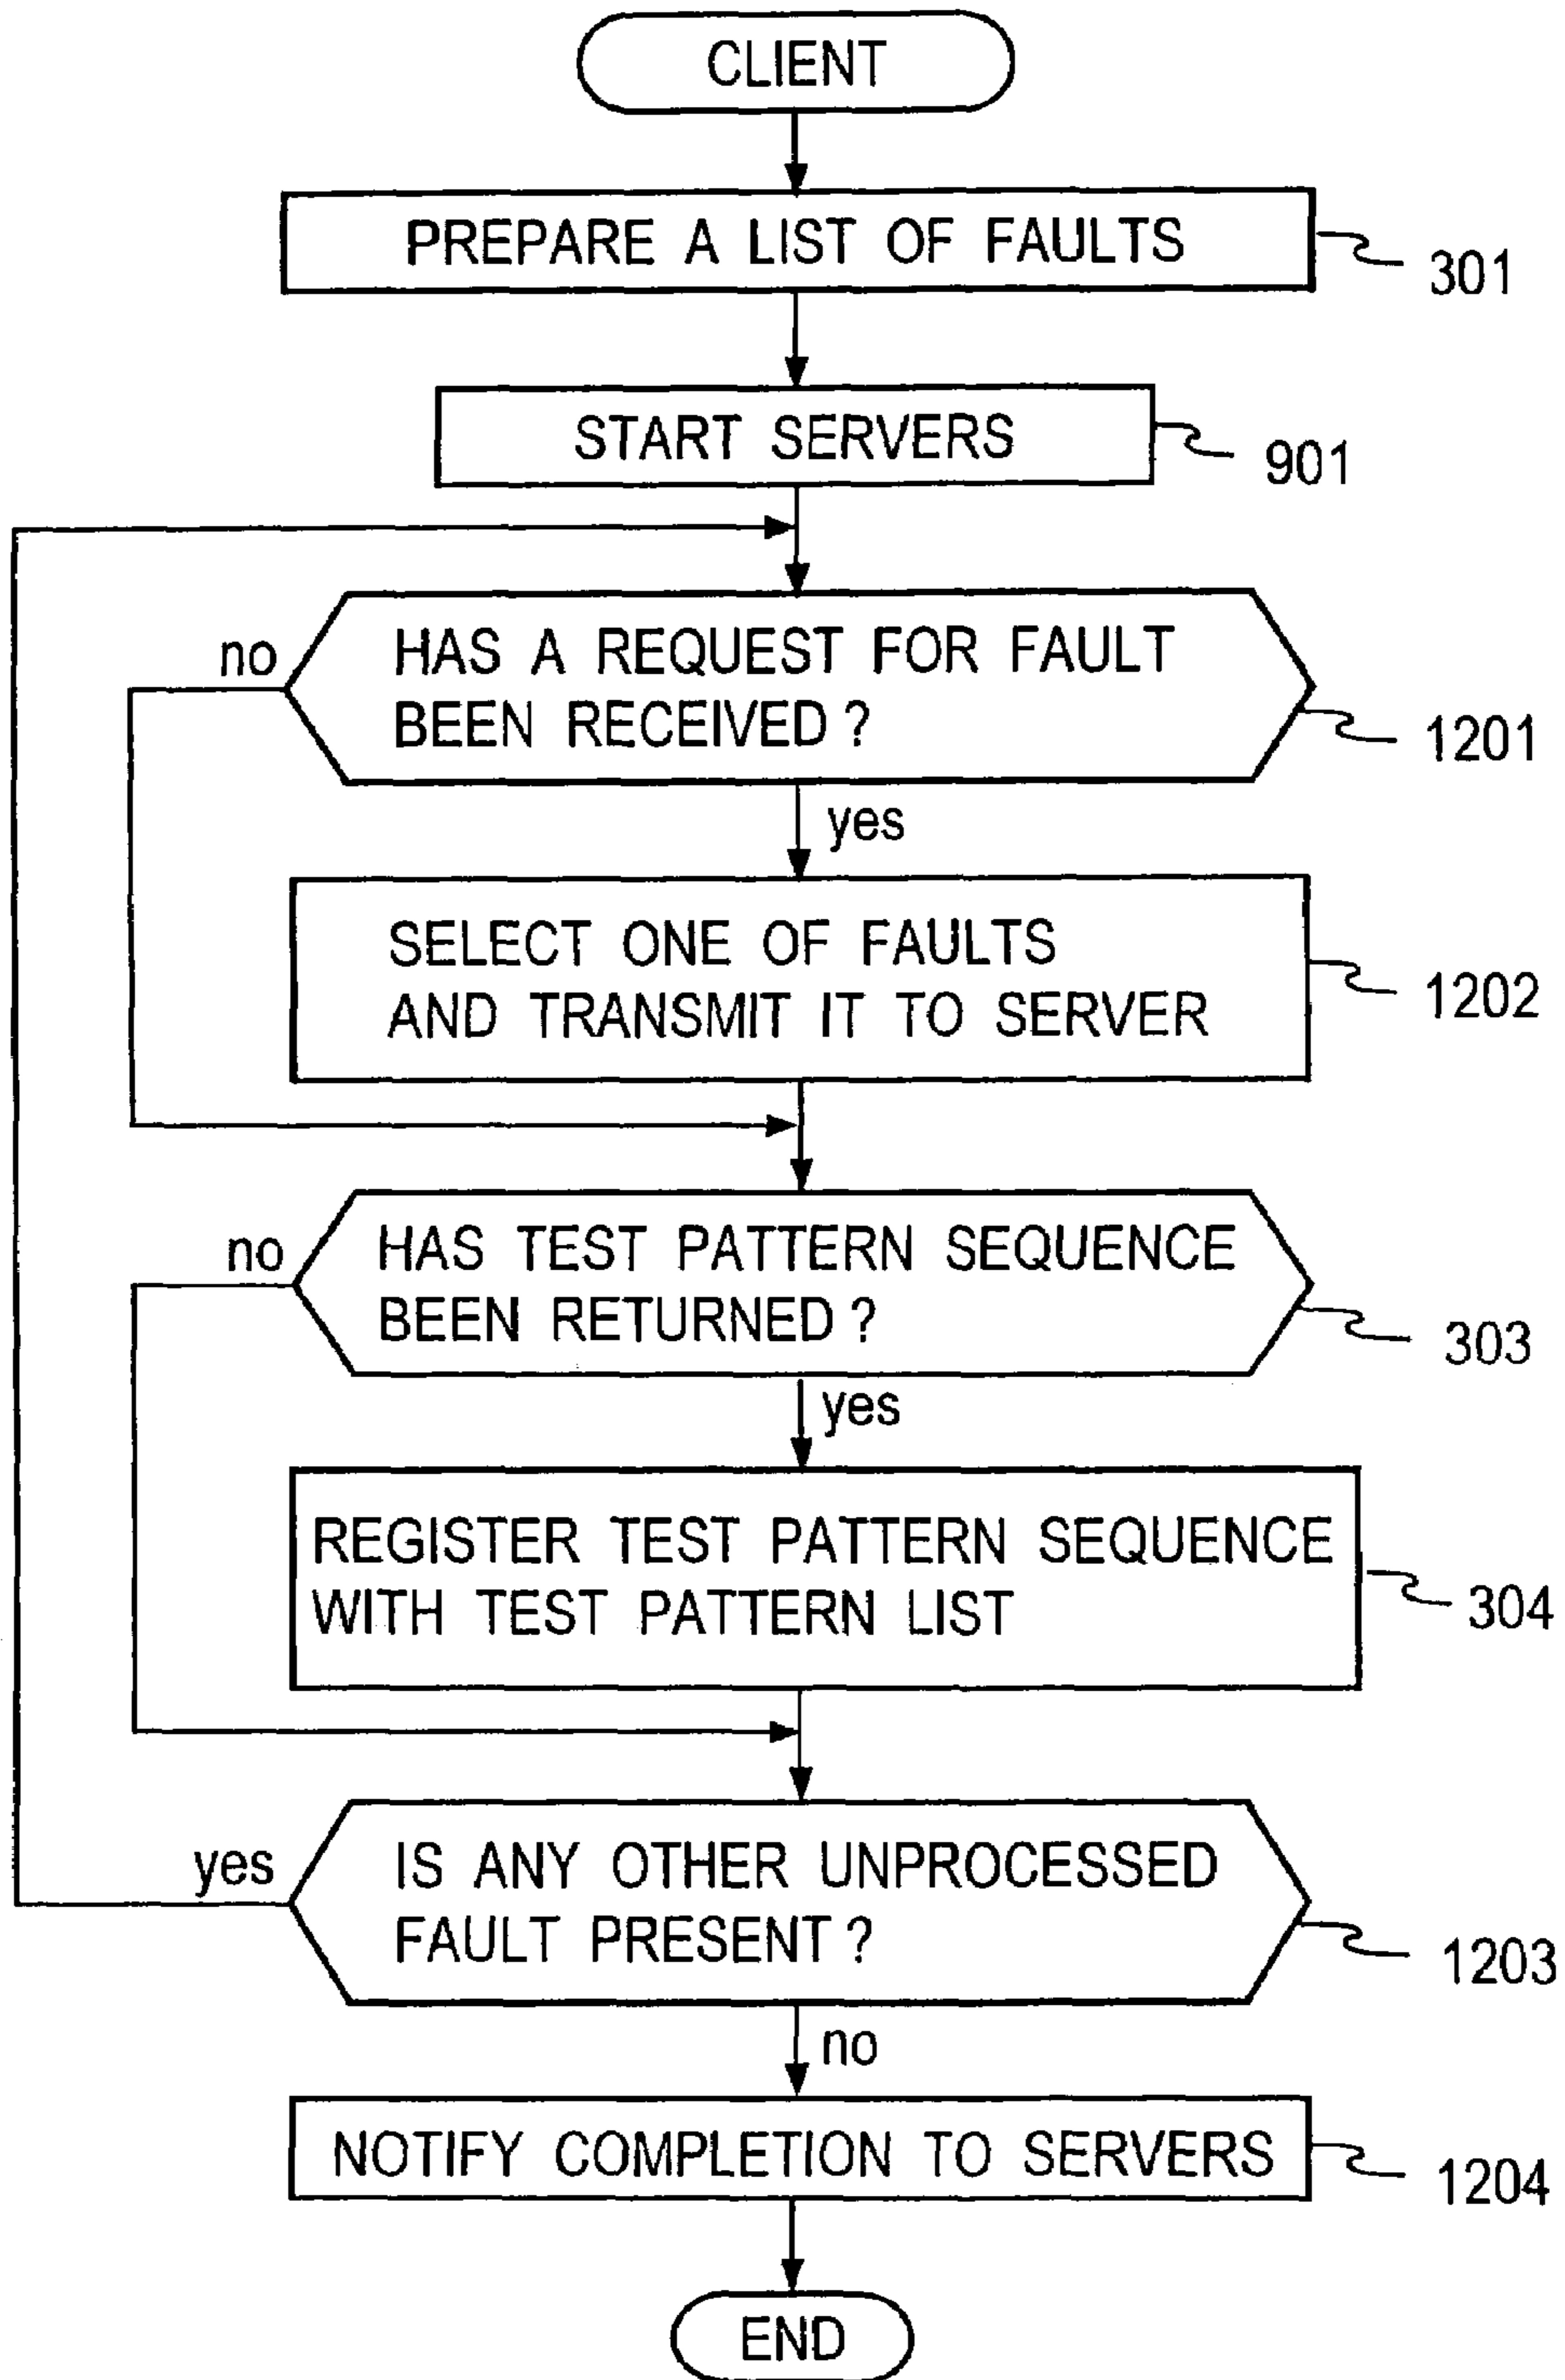 CLIENT
PREPARE A LIST OF FAULTS
301
START SERVERS
901
no
HAS A REQUEST FOR FAULT
BEEN RECEIVED ?
1201
yes
SELECT ONE OF FAULTS
AND TRANSMIT IT TO SERVER
1202
no
HAS TEST PATTERN SEQUENCE
BEEN RETURNED ?
303
yes
REGISTER TEST PATTERN SEQUENCE
WITH TEST PATTERN LIST
304
yes
IS ANY OTHER UNPROCESSED
FAULT PRESENT ?
1203
no
NOTIFY COMPLETION TO SERVERS
1204
END